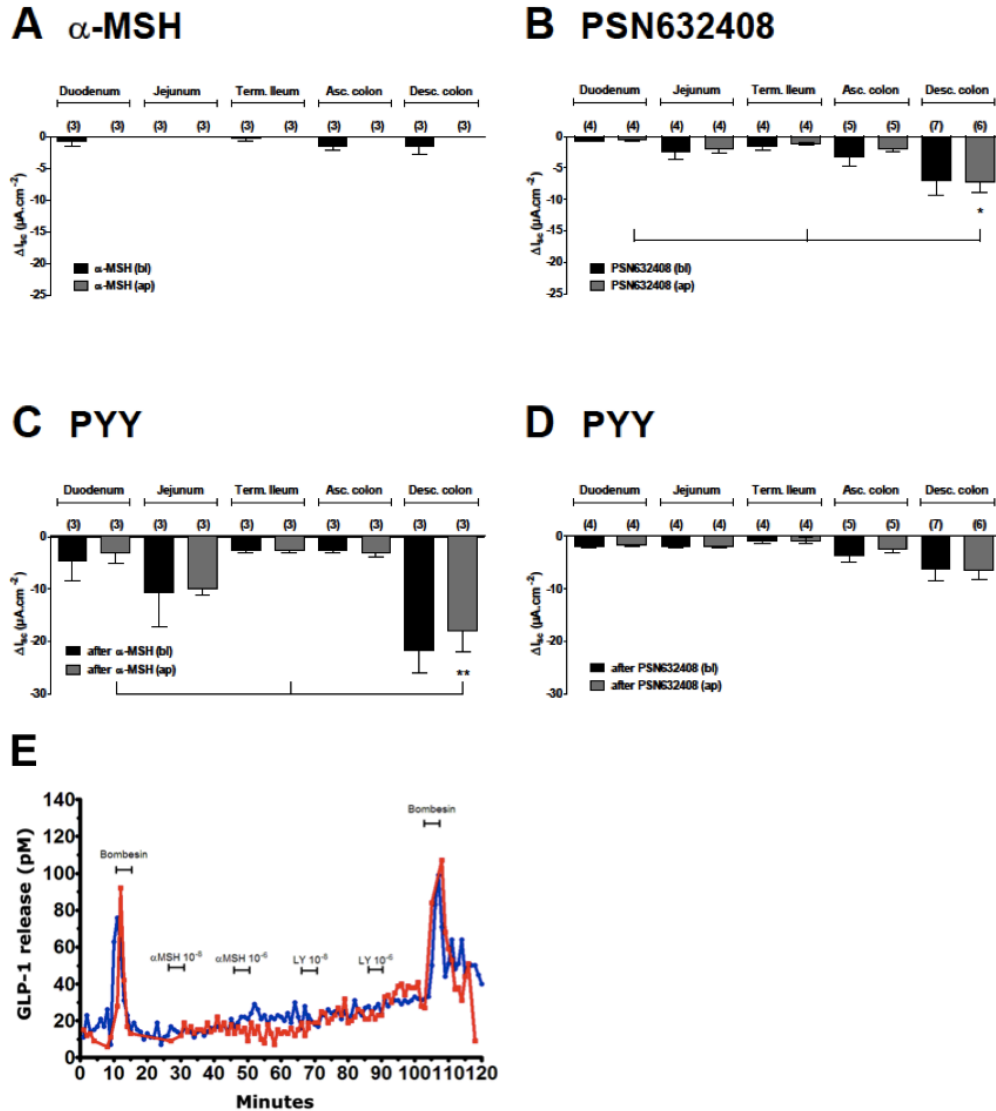 A α-MSH
Duodenum Jejunum Term. Ileum Asc. colon Desc. colon
(3) (3) (3) (3) (3) (3) (3) (3) (3) (3)
0
-5
-10
-15
-20
-25
ΔIsc (μA.cm-2)
α-MSH (bl)
α-MSH (ap)
B PSN632408
Duodenum Jejunum Term. Ileum Asc. colon Desc. colon
(4) (4) (4) (4) (4) (4) (5) (5) (7) (6)
0
-5
-10
-15
-20
-25
ΔIsc (μA.cm-2)
*
PSN632408 (bl)
PSN632408 (ap)
C PYY
Duodenum Jejunum Term. Ileum Asc. colon Desc. colon
(3) (3) (3) (3) (3) (3) (3) (3) (3) (3)
0
-10
-20
-30
ΔIsc (μA.cm-2)
after α-MSH (bl)
after α-MSH (ap)
**
D PYY
Duodenum Jejunum Term. Ileum Asc. colon Desc. colon
(4) (4) (4) (4) (4) (4) (5) (5) (7) (6)
0
-10
-20
-30
ΔIsc (μA.cm-2)
after PSN632408 (bl)
after PSN632408 (ap)
E
140
120
100
80
60
40
20
0
GLP-1 release (pM)
Bombesin
αMSH 10-8
αMSH 10-6
LY 10-8
LY 10-6
Bombesin
0 10 20 30 40 50 60 70 80 90 100 110 120
Minutes